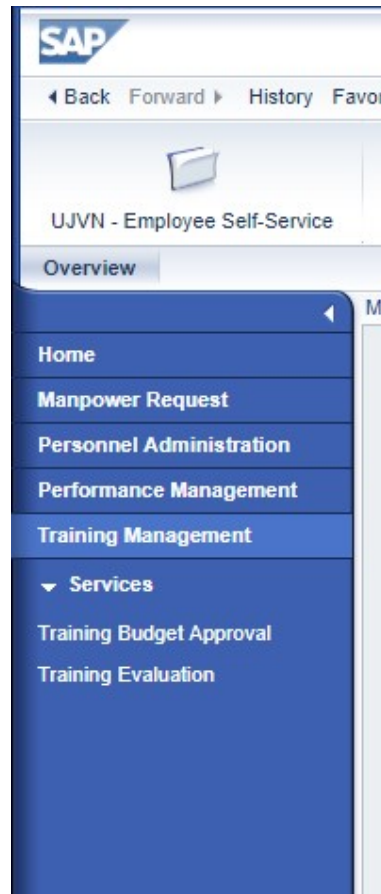 SAP
Back Forward History Favor
UJVN - Employee Self-Service
Overview
M
Home
Manpower Request
Personnel Administration
Performance Management
Training Management
Services
Training Budget Approval
Training Evaluation